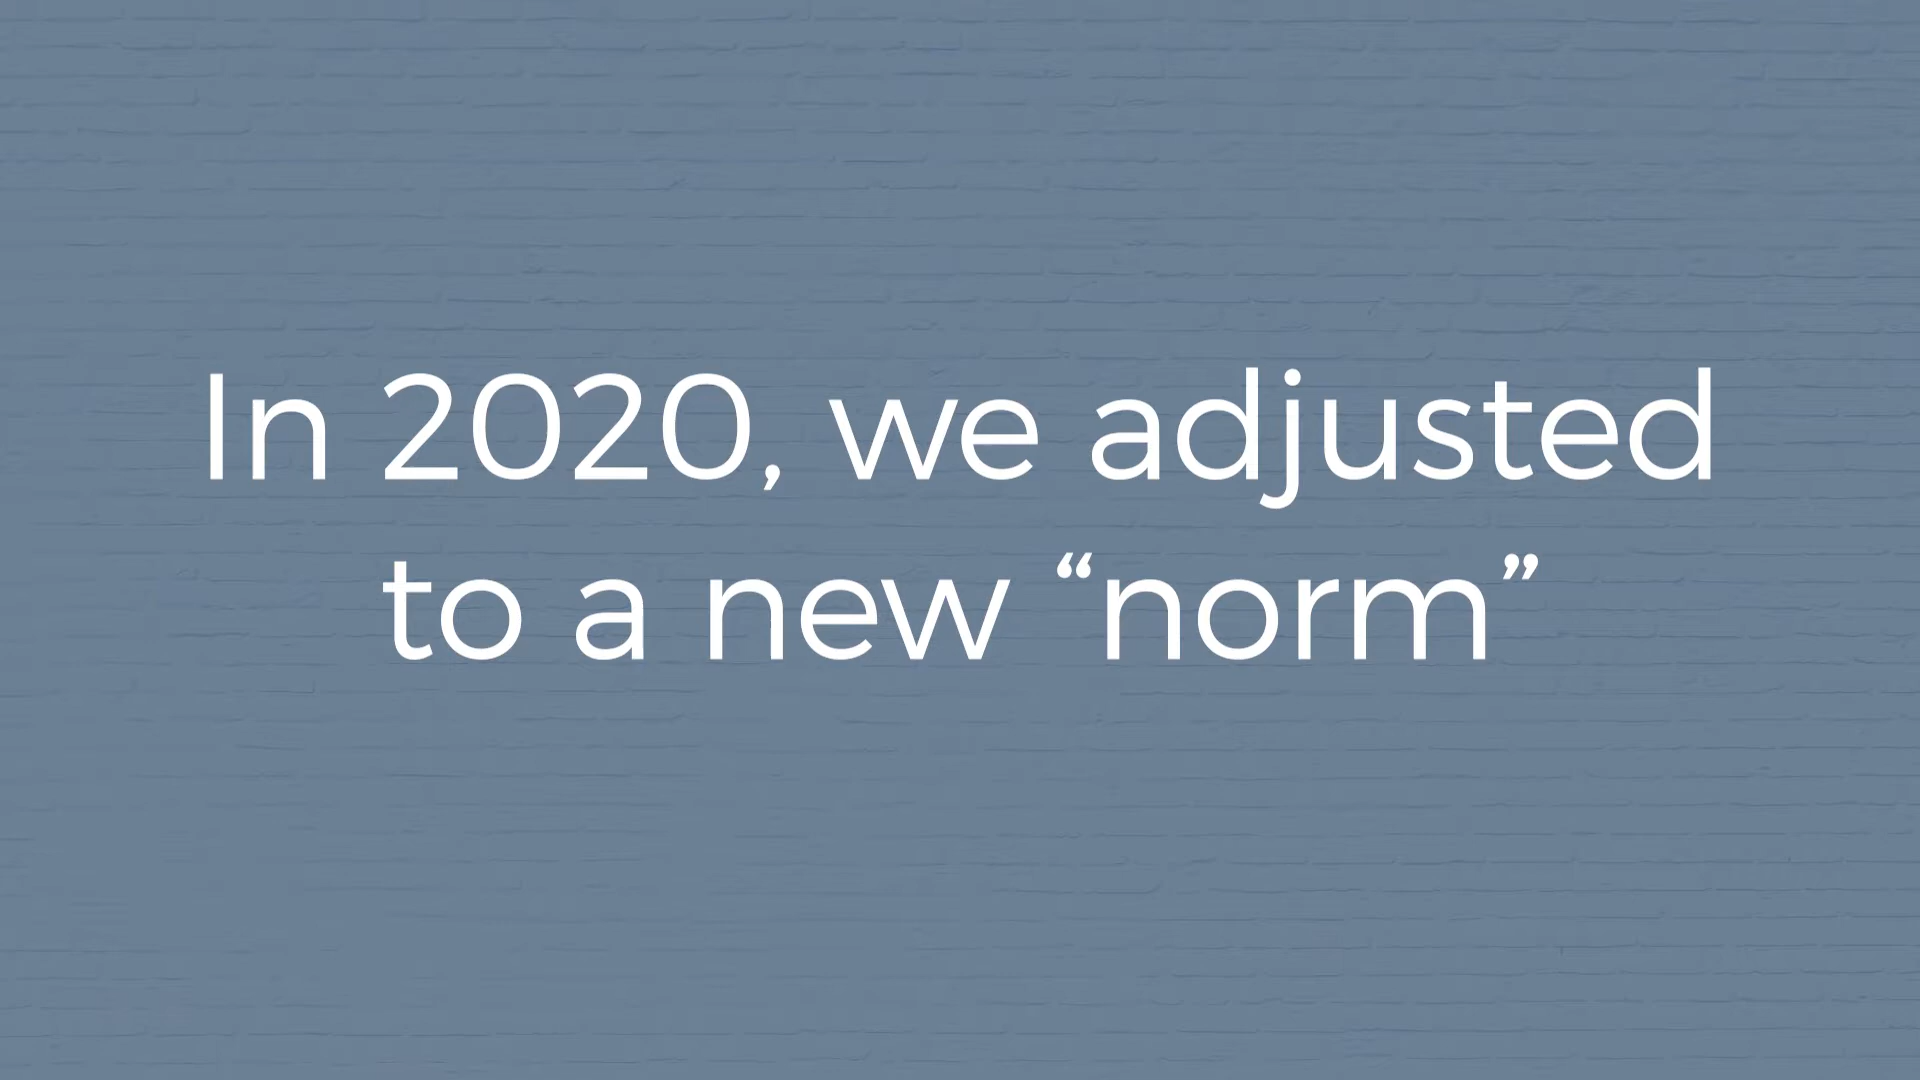 In 2020, we adjusted
to a new “norm”